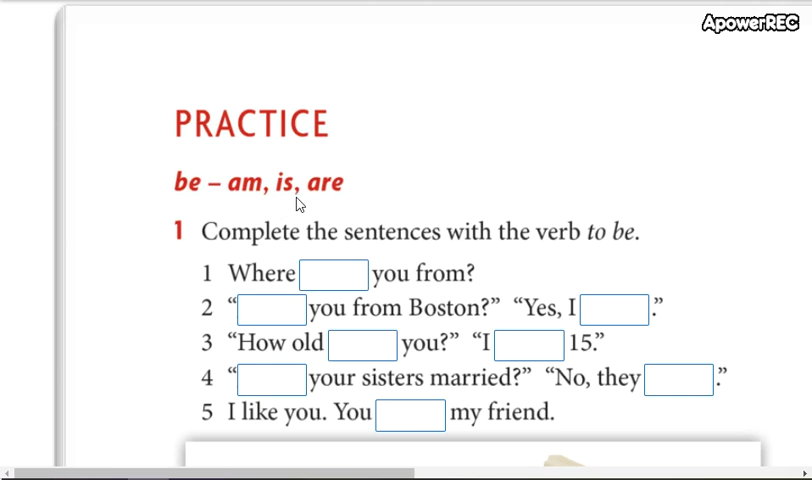 ApowerREC
PRACTICE
be – am, is, are
1 Complete the sentences with the verb to be.
1 Where you from?
2 “ you from Boston?” “Yes, I .”
3 “How old you?” “I 15.”
4 “ your sisters married?” “No, they .”
5 I like you. You my friend.